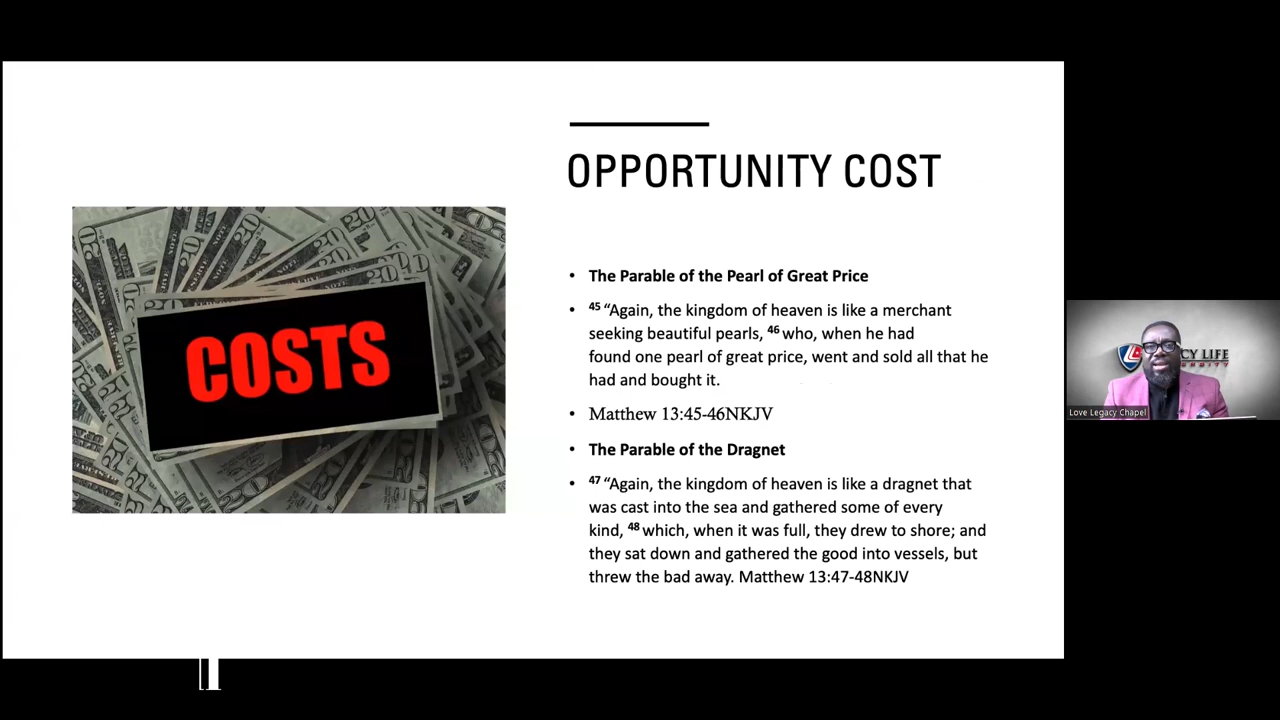 OPPORTUNITY COST
COSTS
• The Parable of the Pearl of Great Price
• 45 “Again, the kingdom of heaven is like a merchant
seeking beautiful pearls, 46 who, when he had
found one pearl of great price, went and sold all that he
had and bought it.
• Matthew 13:45-46NKJV
• The Parable of the Dragnet
• 47 “Again, the kingdom of heaven is like a dragnet that
was cast into the sea and gathered some of every
kind, 48 which, when it was full, they drew to shore; and
they sat down and gathered the good into vessels, but
threw the bad away. Matthew 13:47-48NKJV
CY LIFE
Love Legacy Chapel